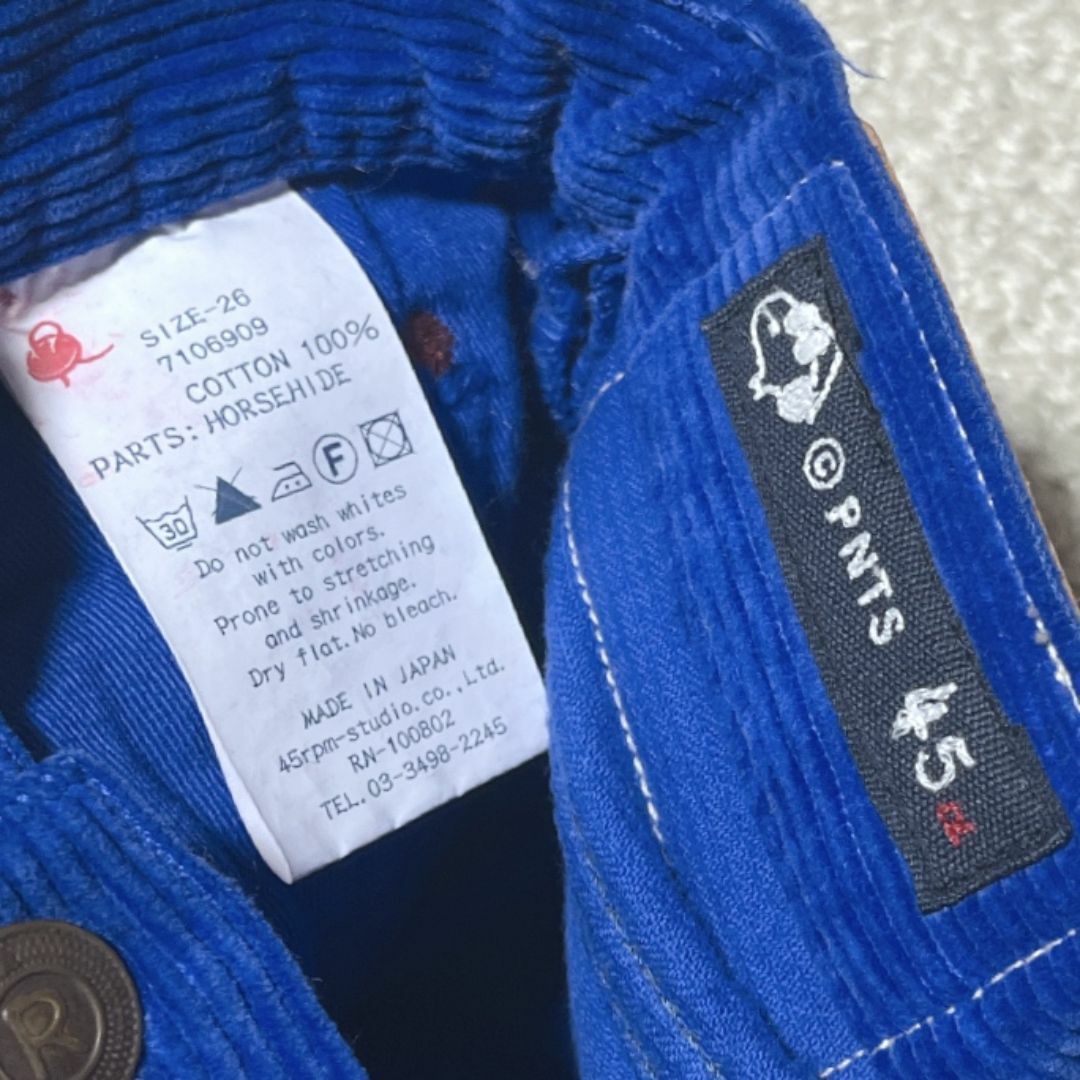 SIZE-26
7106909
COTTON 100%
PARTS: HORSEHIDE
30
F
Do not wash whites
with colors.
Prone to stretching
and shrinkage.
Dry flat. No bleach.
MADE IN JAPAN
45rpm-studio.co.,Ltd.
RN-100802
TEL.03-3498-2245
© PNTS 45
R